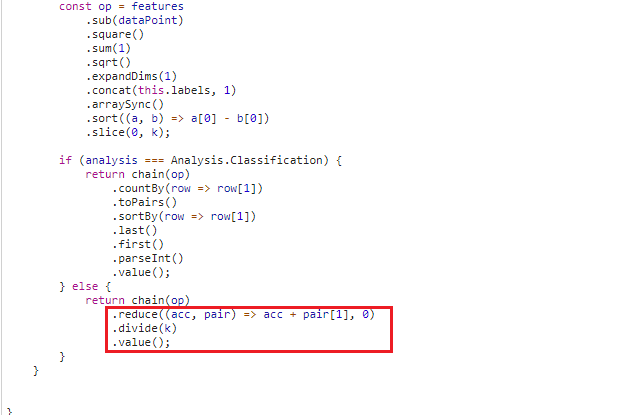 const op = features
.sub(dataPoint)
.square()
.sum(1)
.sqrt()
.expandDims(1)
.concat(this.labels, 1)
.arraySync()
.sort((a, b) => a[0] - b[0])
.slice(0, k);
if (analysis === Analysis.Classification) {
return chain(op)
.countBy(row => row[1])
.toPairs()
.sortBy(row => row[1])
.last()
.first()
.parseInt()
.value();
} else {
return chain(op)
.reduce((acc, pair) => acc + pair[1], 0)
.divide(k)
.value();
}
}
}